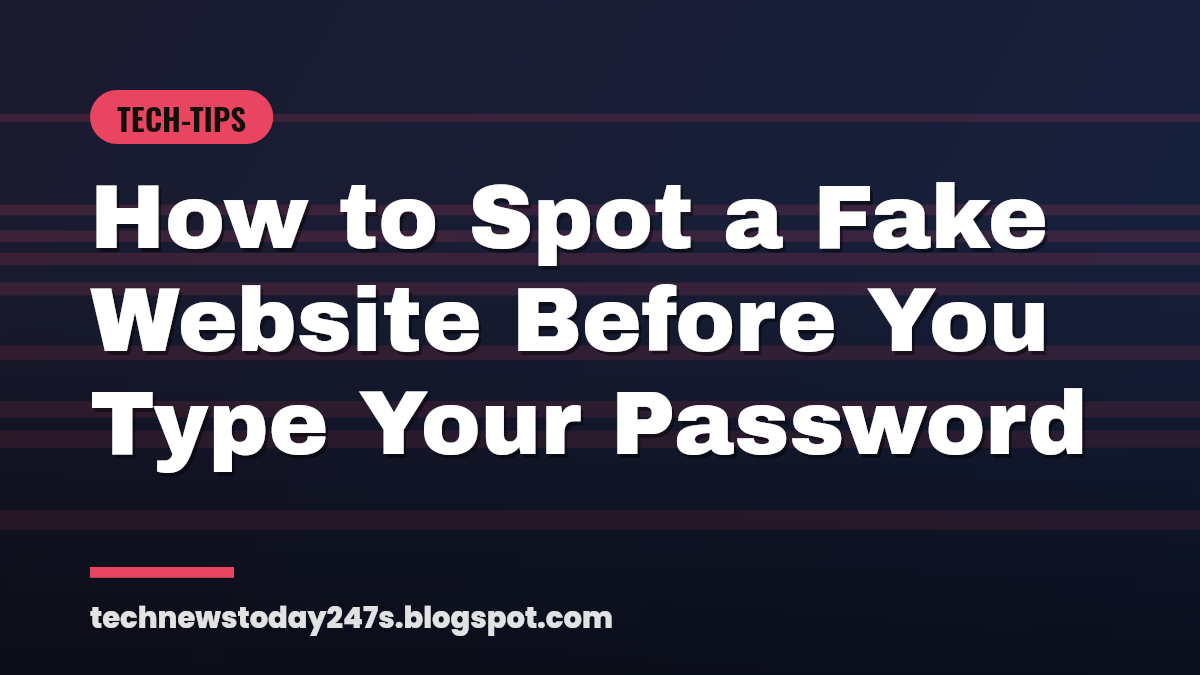 TECH-TIPS
How to Spot a Fake
Website Before You
Type Your Password
technewstoday247s.blogspot.com